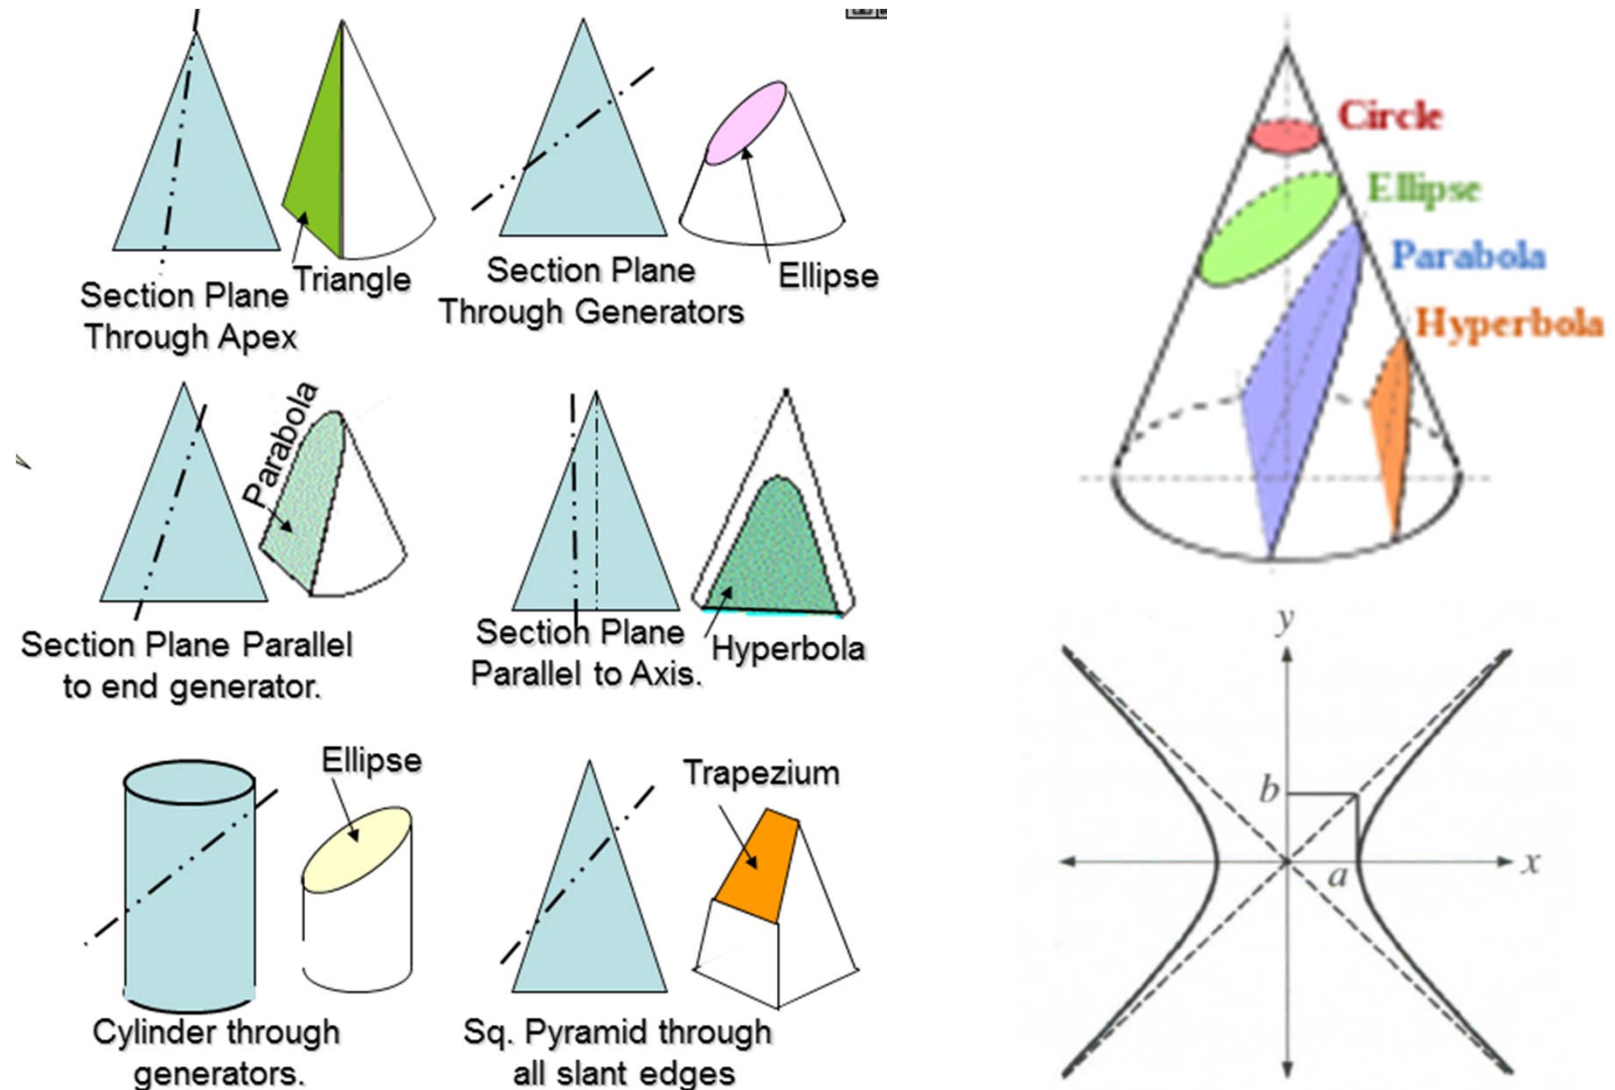 Section Plane
Through Apex
Triangle
Section Plane
Through Generators
Ellipse
Parabola
Section Plane Parallel
to end generator.
Section Plane
Parallel to Axis.
Hyperbola
Ellipse
Cylinder through
generators.
Trapezium
Sq. Pyramid through
all slant edges
Circle
Ellipse
Parabola
Hyperbola
y
b
a
x